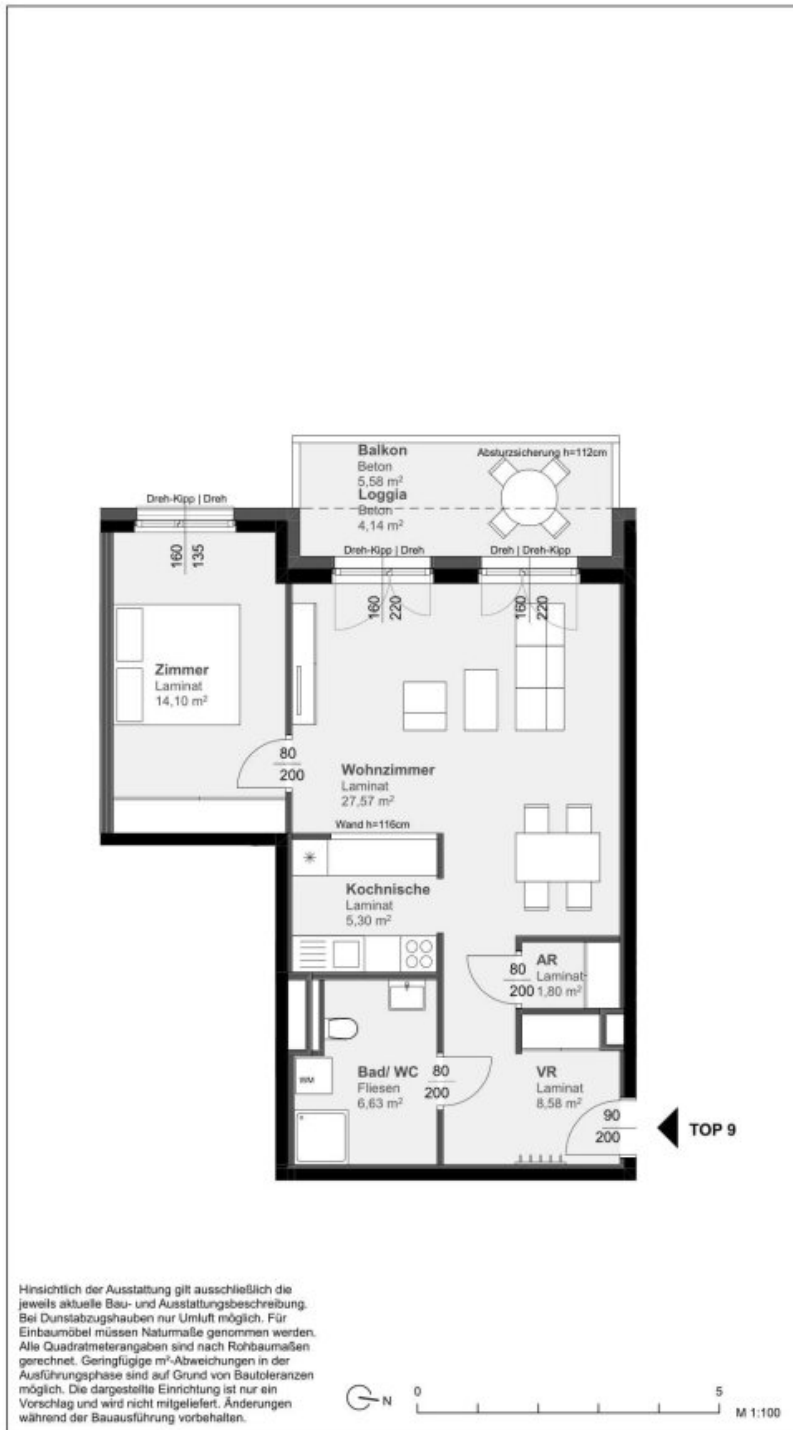 Balkon
Beton
5,58 m²
Absturzsicherung h=112cm
Loggia
Beton
4,14 m²
Dreh-Kipp | Dreh
160
135
Dreh-Kipp | Dreh
160
220
Dreh | Dreh-Kipp
160
220
Zimmer
Laminat
14,10 m²
80
200
Wohnzimmer
Laminat
27,57 m²
Wand h=116cm
Kochnische
Laminat
5,30 m²
AR
Laminat
1,80 m²
80
200
WM
Bad/ WC
Fliesen
6,63 m²
80
200
VR
Laminat
8,58 m²
90
200
TOP 9
Hinsichtlich der Ausstattung gilt ausschließlich die
jeweils aktuelle Bau- und Ausstattungsbeschreibung.
Bei Dunstabzugshauben nur Umluft möglich. Für
Einbaumöbel müssen Naturmaße genommen werden.
Alle Quadratmeterangaben sind nach Rohbaumaßen
gerechnet. Geringfügige m²-Abweichungen in der
Ausführungsphase sind auf Grund von Bautoleranzen
möglich. Die dargestellte Einrichtung ist nur ein
Vorschlag und wird nicht mitgeliefert. Änderungen
während der Bauausführung vorbehalten.
N
0
5
M 1:100